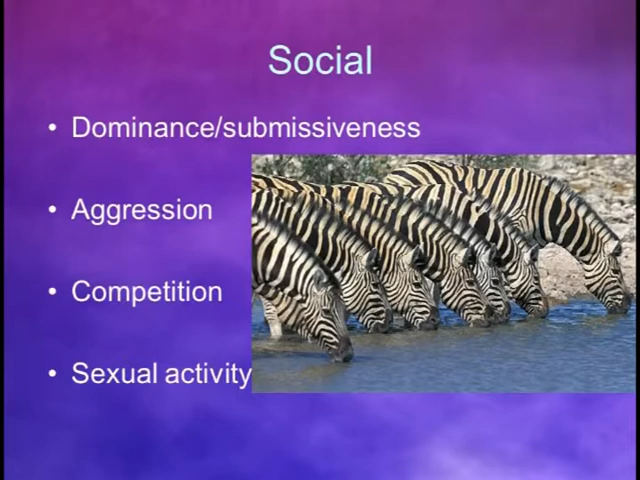 Social
• Dominance/submissiveness
• Aggression
• Competition
• Sexual activity